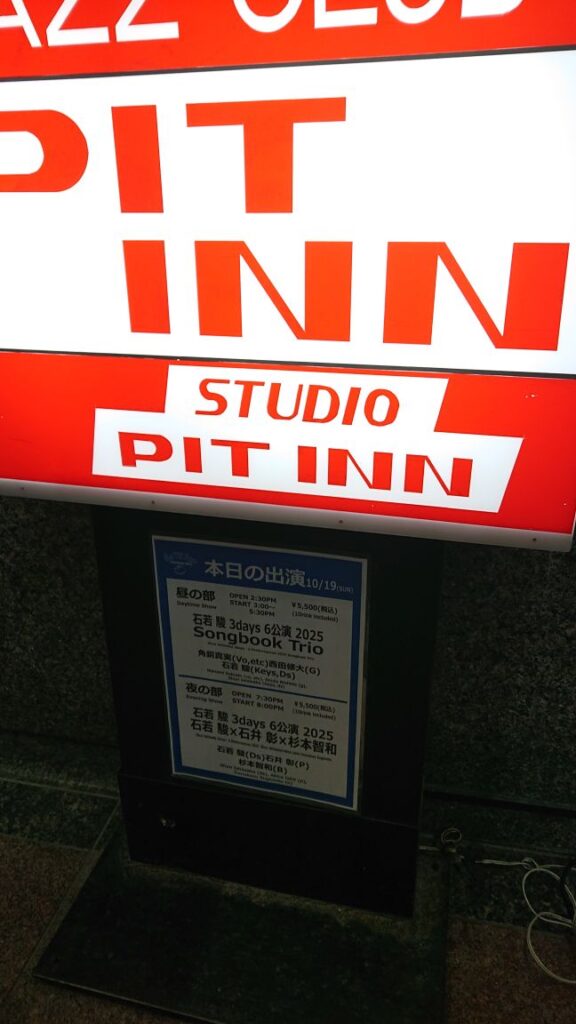 JAZZ CLUB
PIT
INN
STUDIO
PIT INN
本日の出演 10/19(SUN)
昼の部 OPEN 2:30PM ¥5,500(税込)
Daytime Show START 3:00〜 (1Drink included)
5:30PM
石若 駿 3days 6公演 2025
Songbook Trio
角銅真実(Vo,etc)西田修大(G)
石若 駿(Keys,Ds)
夜の部 OPEN 7:30PM ¥5,500(税込)
Evening Show START 8:00PM (1Drink included)
石若 駿 3days 6公演 2025
石若 駿×石井 彰×杉本智和
石若 駿(Ds)石井 彰(P)
杉本智和(B)